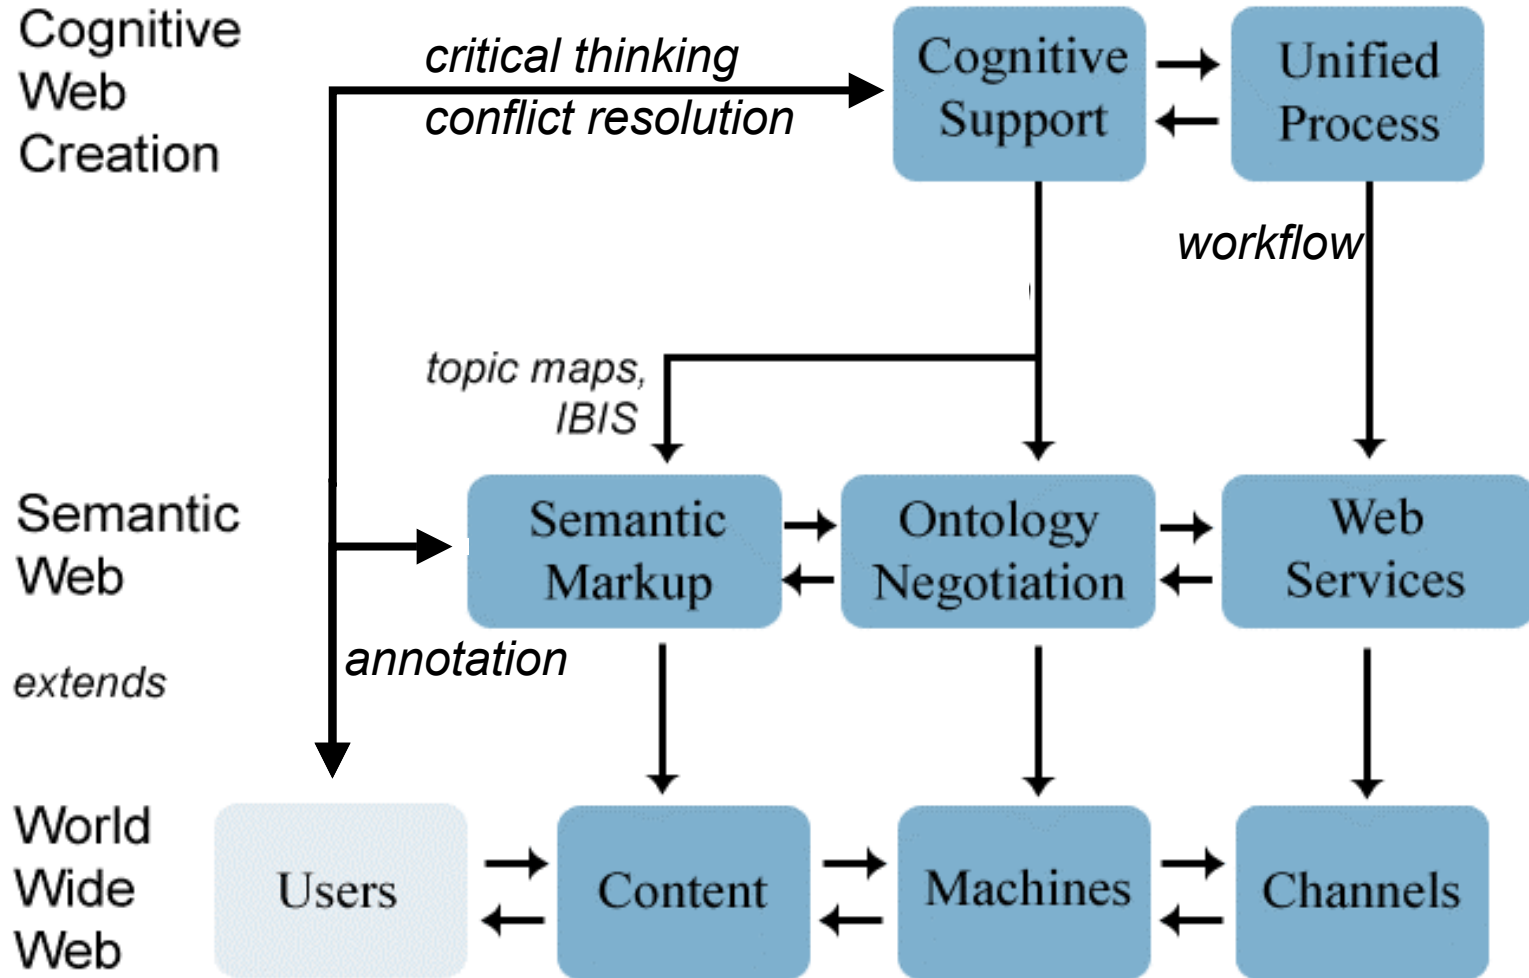 Cognitive
Web
Creation
critical thinking
conflict resolution
Cognitive
Support
Unified
Process
workflow
topic maps,
IBIS
Semantic
Web
Semantic
Markup
Ontology
Negotiation
Web
Services
extends
annotation
World
Wide
Web
Users
Content
Machines
Channels